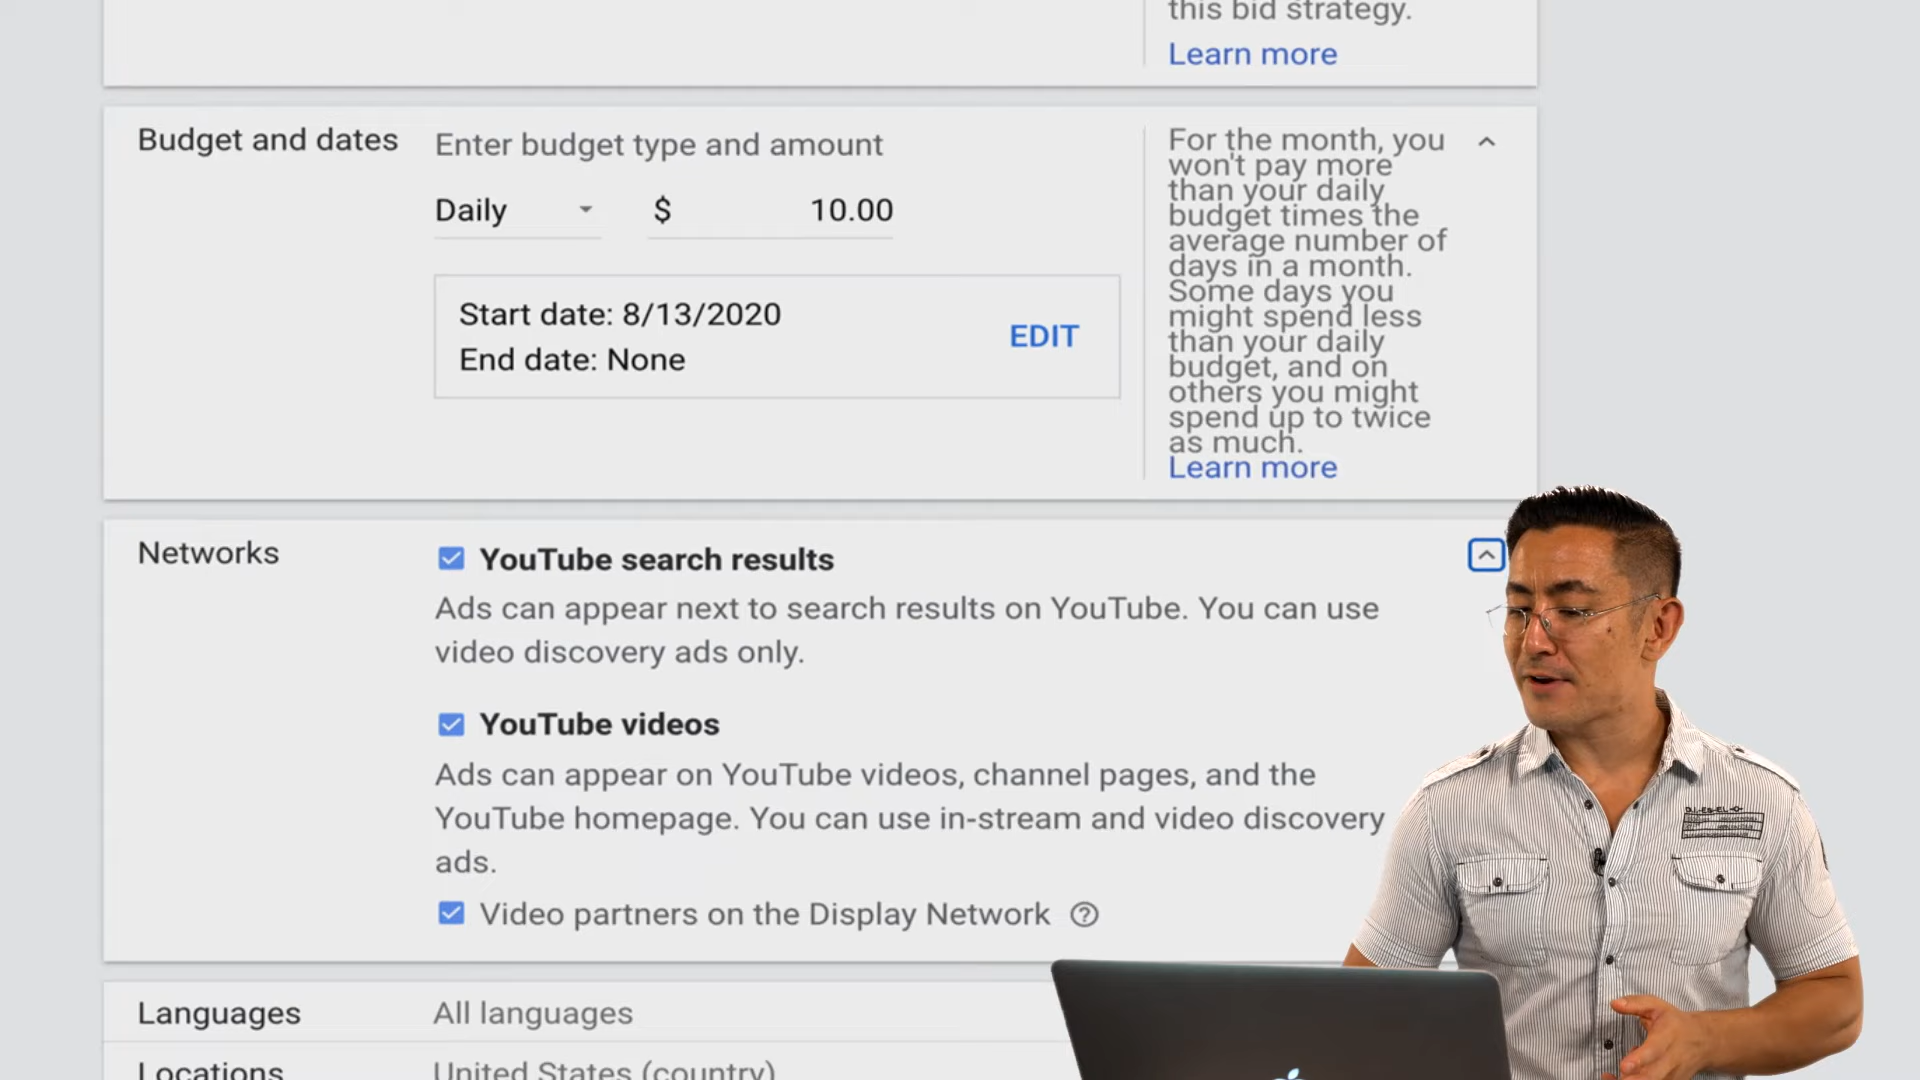 this bid strategy.
Learn more
Budget and dates
Enter budget type and amount
Daily
$ 10.00
Start date: 8/13/2020
End date: None
EDIT
For the month, you
won't pay more
than your daily
budget times the
average number of
days in a month.
Some days you
might spend less
than your daily
budget, and on
others you might
spend up to twice
as much.
Learn more
Networks
YouTube search results
Ads can appear next to search results on YouTube. You can use
video discovery ads only.
YouTube videos
Ads can appear on YouTube videos, channel pages, and the
YouTube homepage. You can use in-stream and video discovery
ads.
Video partners on the Display Network
Languages
All languages
Locations
United States (country)